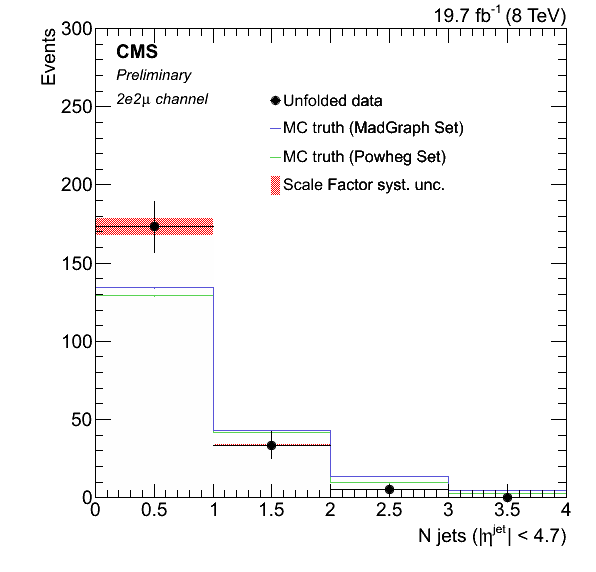 19.7 fb⁻¹ (8 TeV)
Events
CMS
Preliminary
2e2μ channel
Unfolded data
MC truth (MadGraph Set)
MC truth (Powheg Set)
Scale Factor syst. unc.
300
250
200
150
100
50
0
0 0.5 1 1.5 2 2.5 3 3.5 4
N jets (|η^jet| < 4.7)